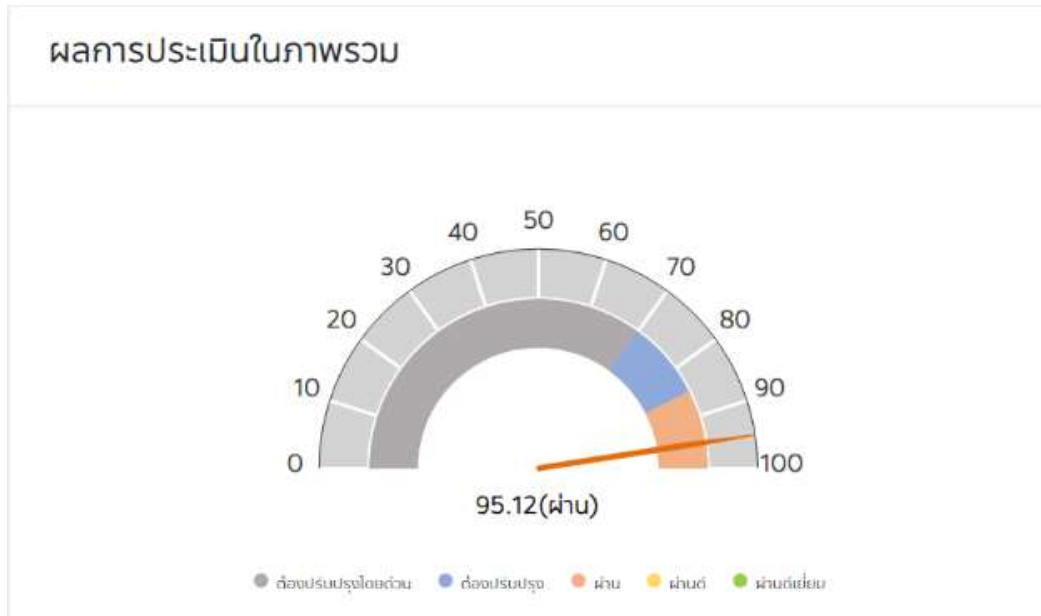 ผลการประเมินในภาพรวม
50
40 60
30 70
20 80
10 90
0 100
95.12(ผ่าน)
ต้องปรับปรุงโดยด่วน ต้องปรับปรุง ผ่าน ผ่านดี ผ่านดีเยี่ยม